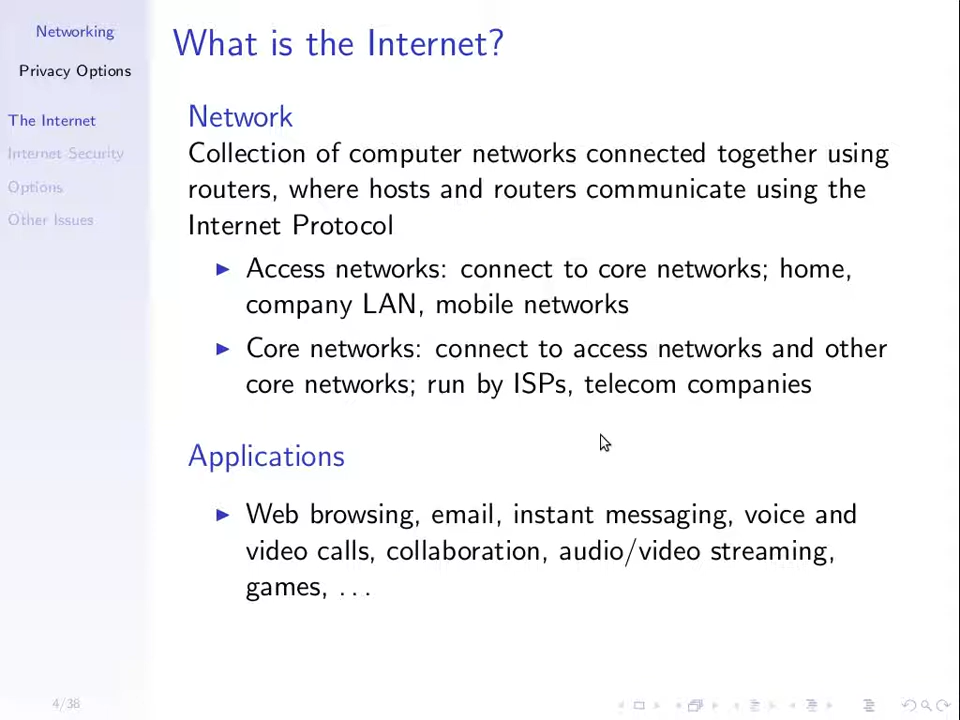 Networking
Privacy Options
The Internet
Internet Security
Options
Other Issues
What is the Internet?
Network
Collection of computer networks connected together using
routers, where hosts and routers communicate using the
Internet Protocol
▶ Access networks: connect to core networks; home,
company LAN, mobile networks
▶ Core networks: connect to access networks and other
core networks; run by ISPs, telecom companies
Applications
▶ Web browsing, email, instant messaging, voice and
video calls, collaboration, audio/video streaming,
games, . . .
4/38